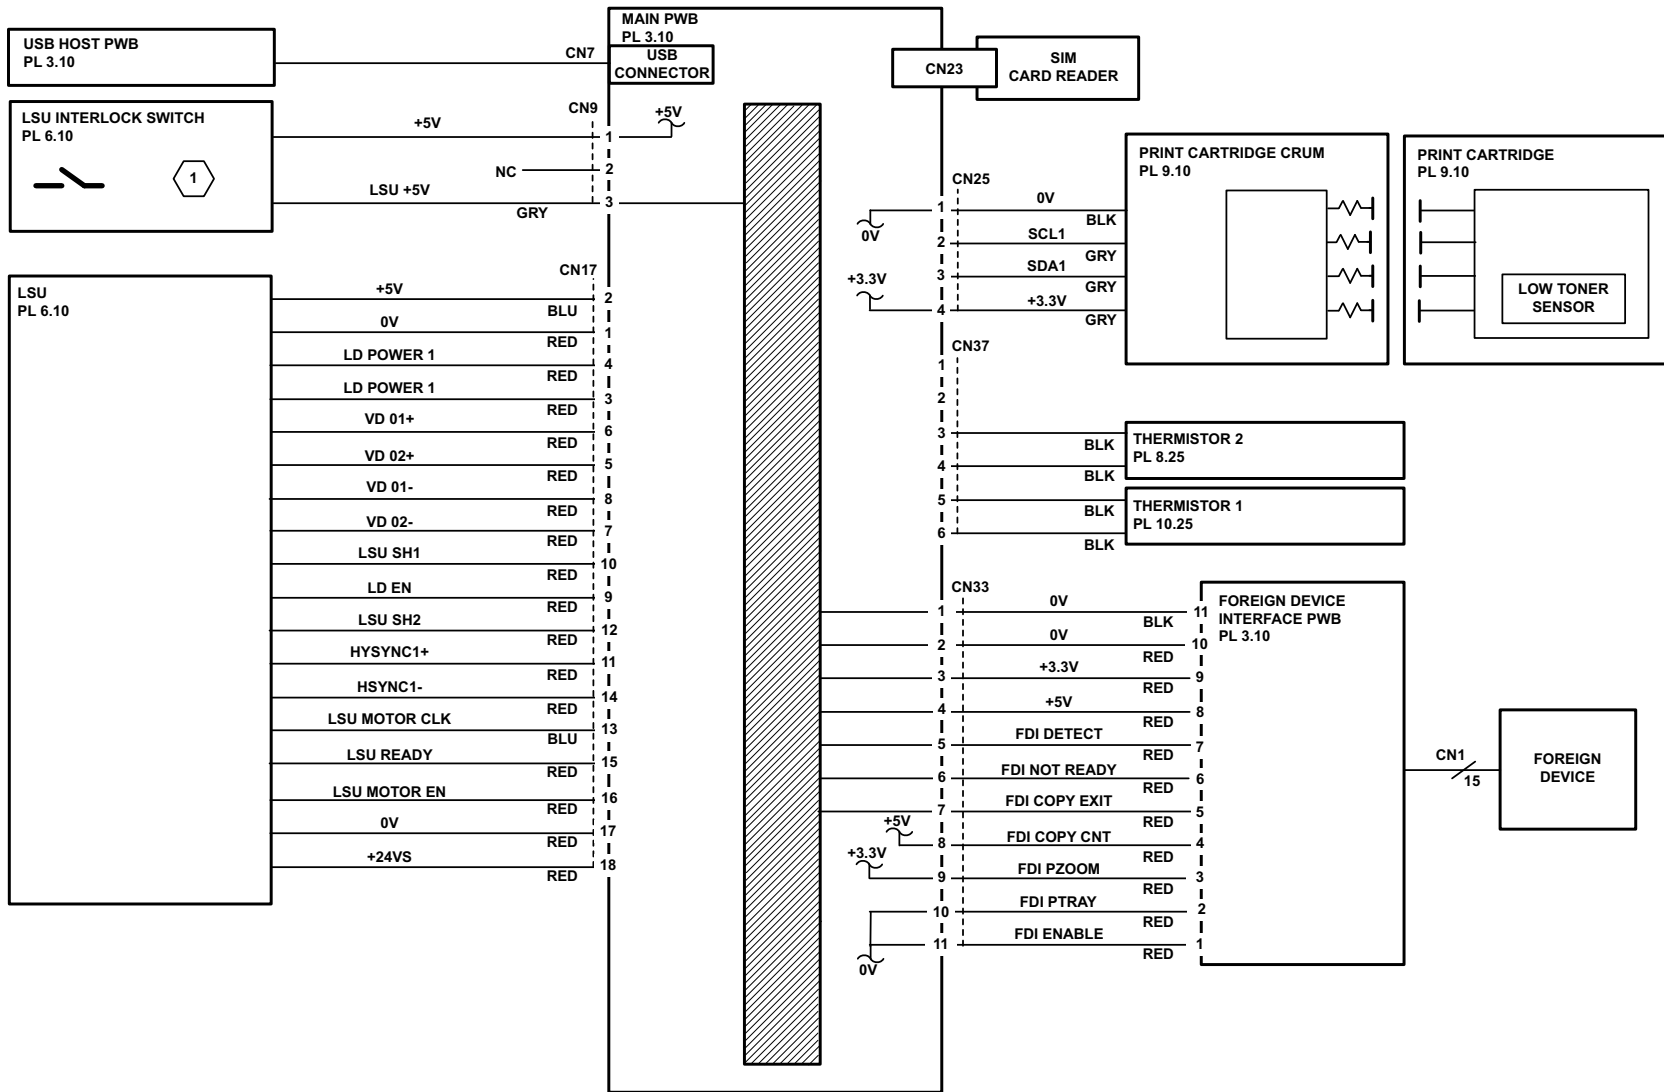 MAIN PWB
PL 3.10
USB HOST PWB
PL 3.10
CN7
USB
CONNECTOR
CN23
SIM
CARD READER
LSU INTERLOCK SWITCH
PL 6.10
1
CN9
+5V
1
+5V
NC
2
LSU +5V
GRY
3
LSU
PL 6.10
CN17
+5V
BLU
2
0V
RED
1
LD POWER 1
RED
4
LD POWER 1
RED
3
VD 01+
RED
6
VD 02+
RED
5
VD 01-
RED
8
VD 02-
RED
7
LSU SH1
RED
10
LD EN
RED
9
LSU SH2
RED
12
HYSYNC1+
RED
11
HSYNC1-
RED
14
LSU MOTOR CLK
BLU
13
LSU READY
RED
15
LSU MOTOR EN
RED
16
0V
RED
17
+24VS
RED
18
CN25
1
0V
BLK
0V
2
SCL1
GRY
3
SDA1
GRY
+3.3V
4
+3.3V
GRY
PRINT CARTRIDGE CRUM
PL 9.10
PRINT CARTRIDGE
PL 9.10
LOW TONER
SENSOR
CN37
1
2
3
BLK
4
BLK
THERMISTOR 2
PL 8.25
5
BLK
6
BLK
THERMISTOR 1
PL 10.25
CN33
1
0V
BLK
11
2
0V
RED
10
3
+3.3V
RED
9
4
+5V
RED
8
5
FDI DETECT
RED
7
6
FDI NOT READY
RED
6
7
FDI COPY EXIT
RED
5
+5V
8
FDI COPY CNT
RED
4
+3.3V
9
FDI PZOOM
RED
3
10
FDI PTRAY
RED
2
11
FDI ENABLE
RED
1
0V
FOREIGN DEVICE
INTERFACE PWB
PL 3.10
CN1
15
FOREIGN
DEVICE